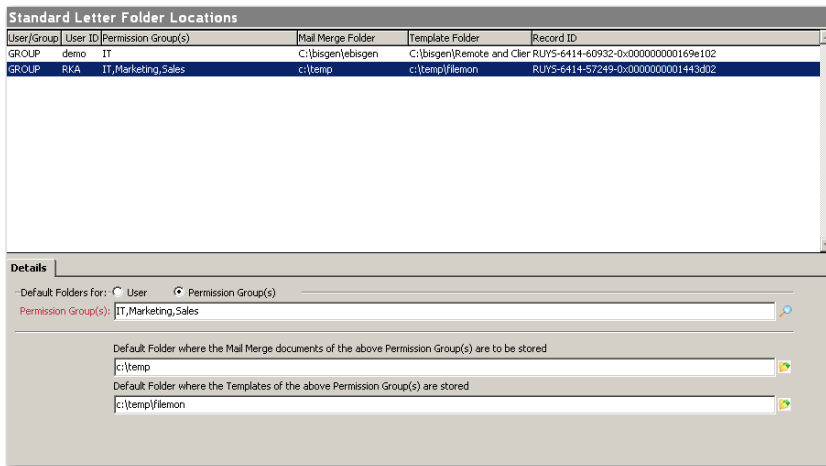 Standard Letter Folder Locations
User/Group User ID Permission Group(s) Mail Merge Folder Template Folder Record ID
GROUP demo IT C:\bisgen\ebisgen C:\bisgen\Remote and Clier RUYS-6414-60932-0x000000000169e102
GROUP RKA IT,Marketing,Sales c:\temp c:\temp\filemon RUYS-6414-57249-0x0000000001443d02
Details
Default Folders for: User Permission Group(s)
Permission Group(s): IT,Marketing,Sales
Default Folder where the Mail Merge documents of the above Permission Group(s) are to be stored
c:\temp
Default Folder where the Templates of the above Permission Group(s) are stored
c:\temp\filemon